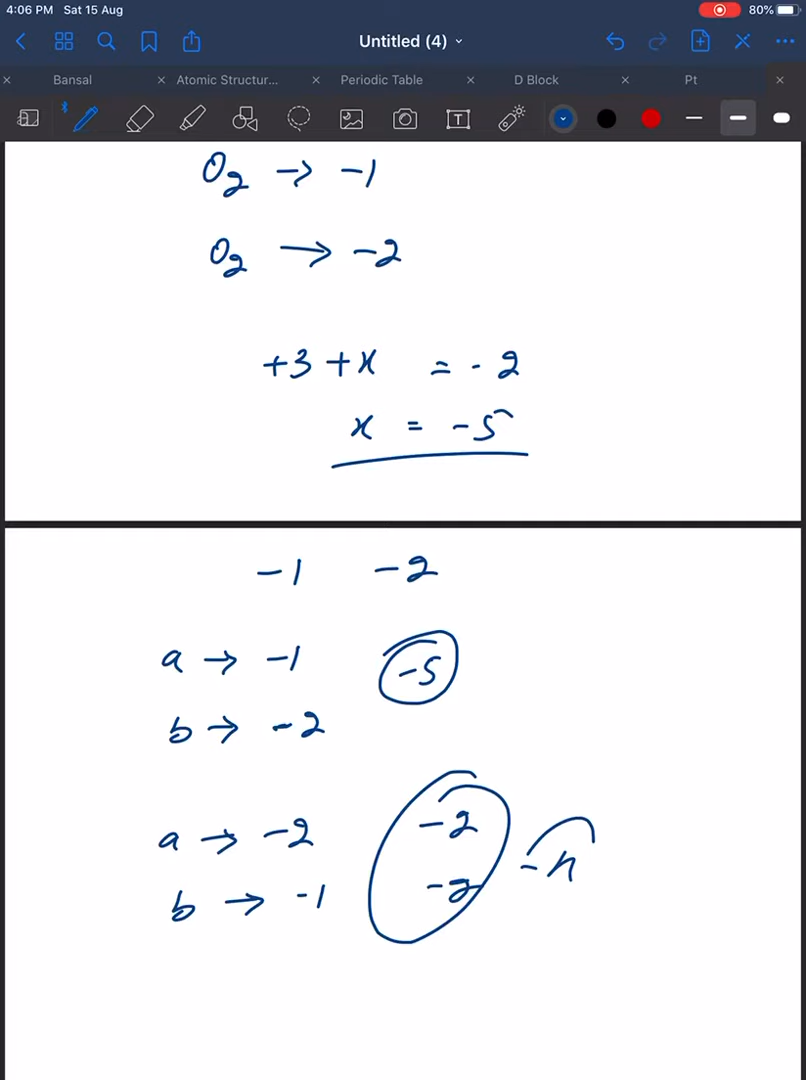 4:06 PM Sat 15 Aug 80%
Untitled (4)
Bansal Atomic Structur... Periodic Table D Block Pt
O₂ → -1
O₂ → -2
+3 + x = -2
x = -5
-1 -2
a → -1 -5
b → -2
a → -2 -2
b → -1 -2 -n